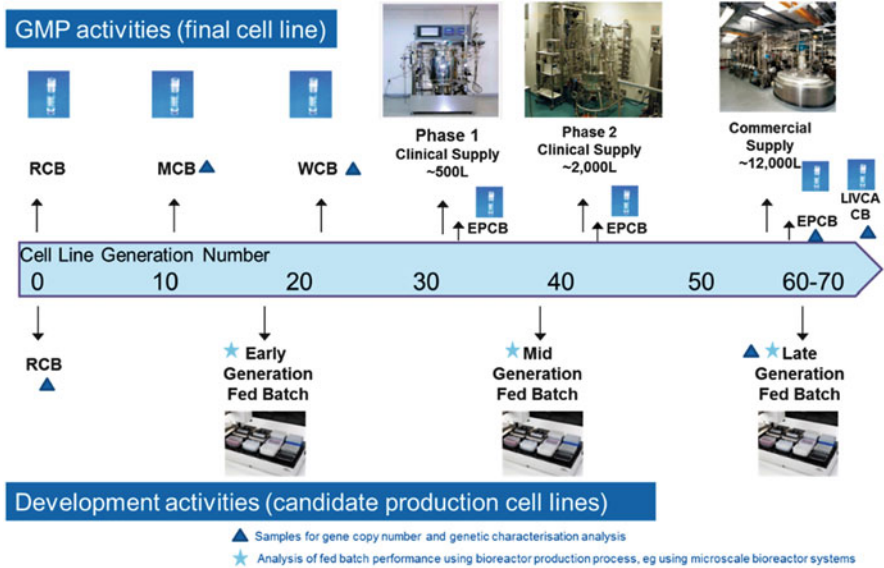 GMP activities (final cell line)
RCB
MCB
WCB
Phase 1
Clinical Supply
~500L
EPCB
Phase 2
Clinical Supply
~2,000L
EPCB
Commercial
Supply
~12,000L
EPCB
LIVCA
CB
Cell Line Generation Number
0 10 20 30 40 50 60-70
RCB
Early
Generation
Fed Batch
Mid
Generation
Fed Batch
Late
Generation
Fed Batch
Development activities (candidate production cell lines)
Samples for gene copy number and genetic characterisation analysis
Analysis of fed batch performance using bioreactor production process, eg using microscale bioreactor systems